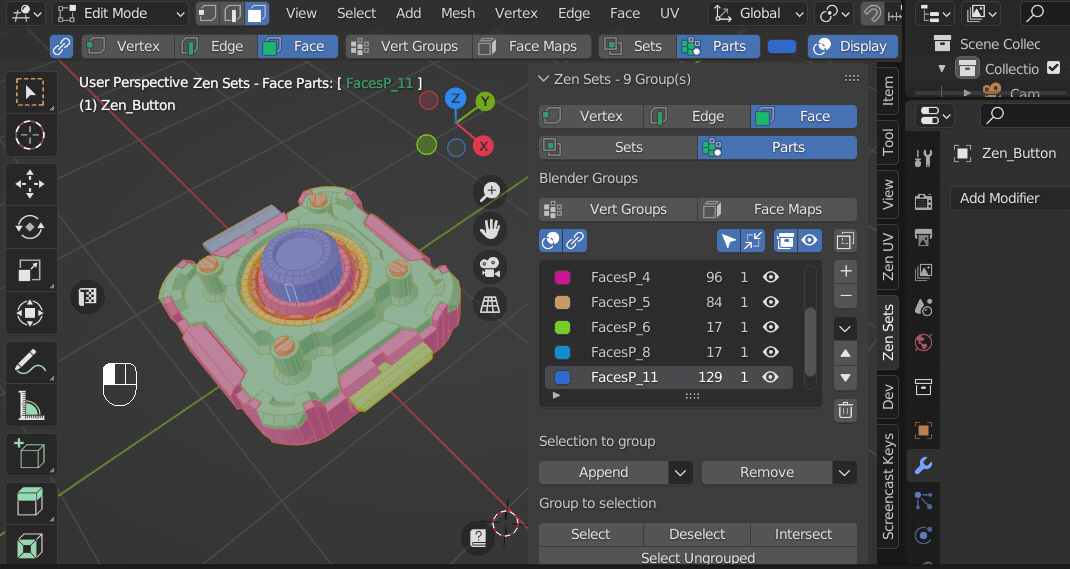 Edit Mode View Select Add Mesh Vertex Edge Face UV Global
Vertex Edge Face Vert Groups Face Maps Sets Parts Display
User Perspective Zen Sets - Face Parts: [ FacesP_11 ]
(1) Zen_Button
Z
Y
X
Zen Sets - 9 Group(s)
Vertex Edge Face
Sets Parts
Blender Groups
Vert Groups Face Maps
FacesP_4 96 1
FacesP_5 84 1
FacesP_6 17 1
FacesP_8 17 1
FacesP_11 129 1
Selection to group
Append Remove
Group to selection
Select Deselect Intersect
Select Ungrouped
Item
Tool
View
Zen UV
Zen Sets
Dev
Screencast Keys
Scene Collec
Collectio
Cam
Zen_Button
Add Modifier